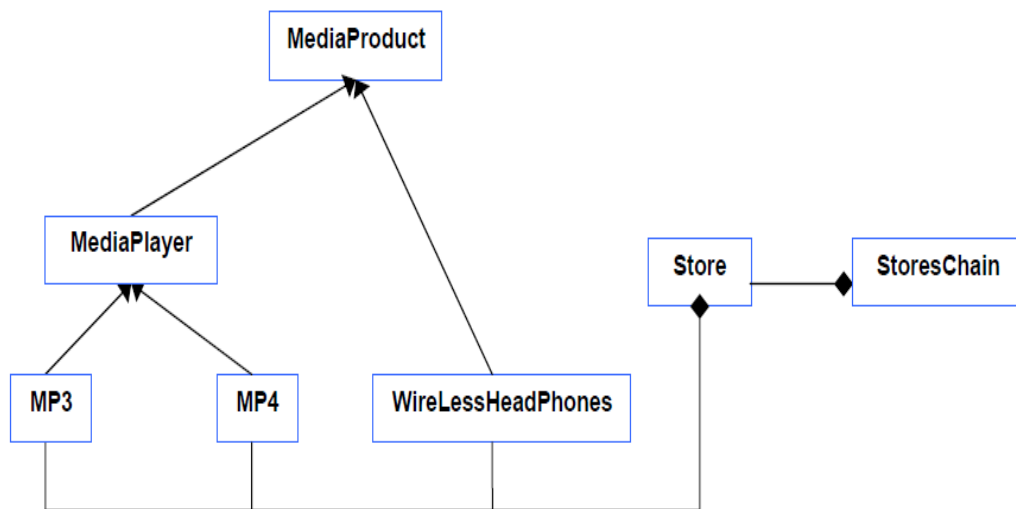 MediaProduct
MediaPlayer
Store
StoresChain
MP3
MP4
WireLessHeadPhones